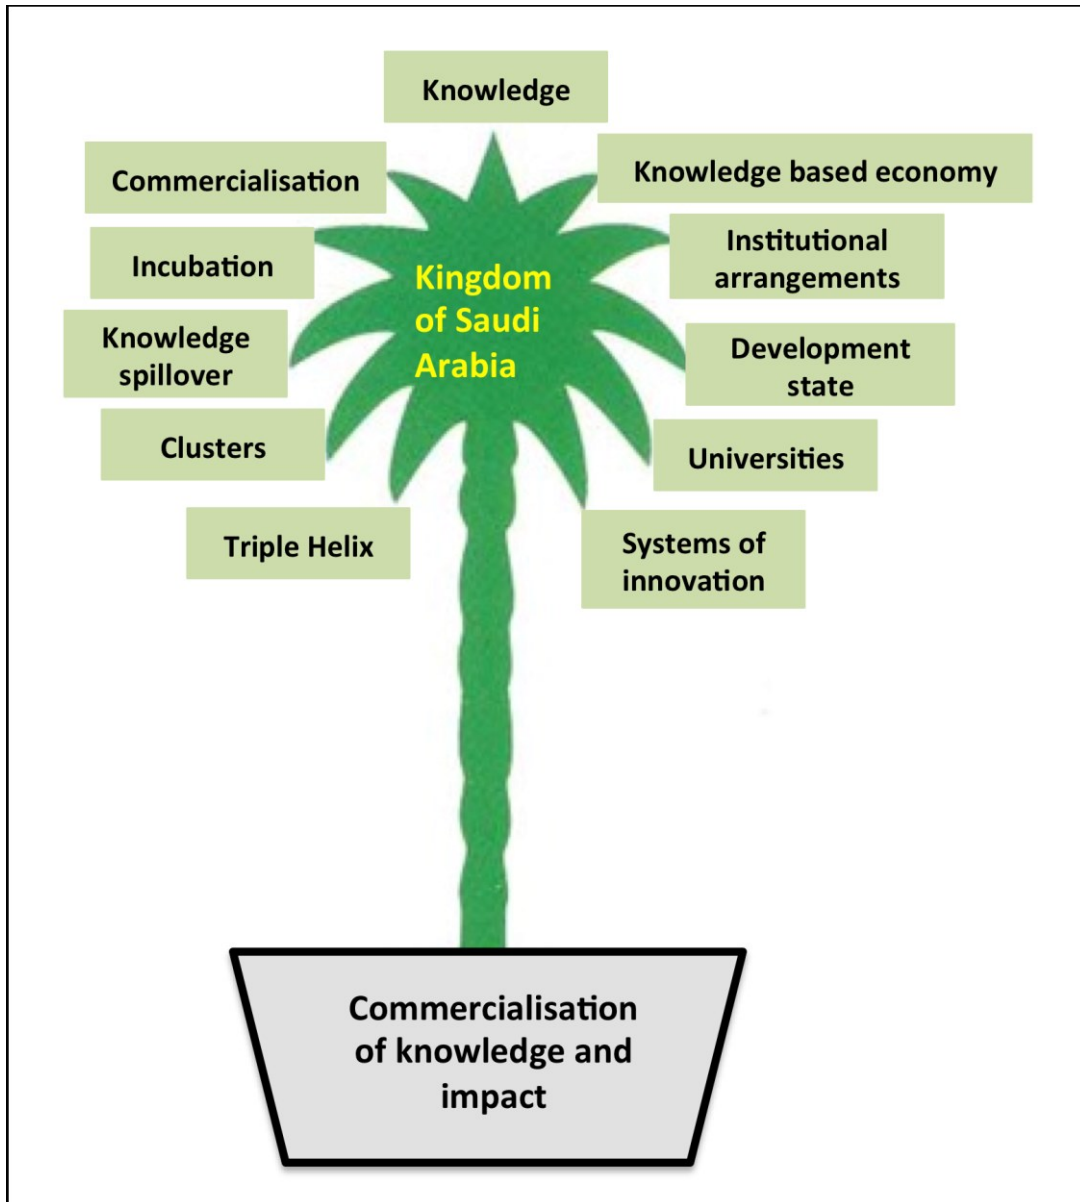 Knowledge
Commercialisation
Knowledge based economy
Incubation
Institutional
arrangements
Kingdom
of Saudi
Arabia
Knowledge
spillover
Development
state
Clusters
Universities
Triple Helix
Systems of
innovation
Commercialisation
of knowledge and
impact